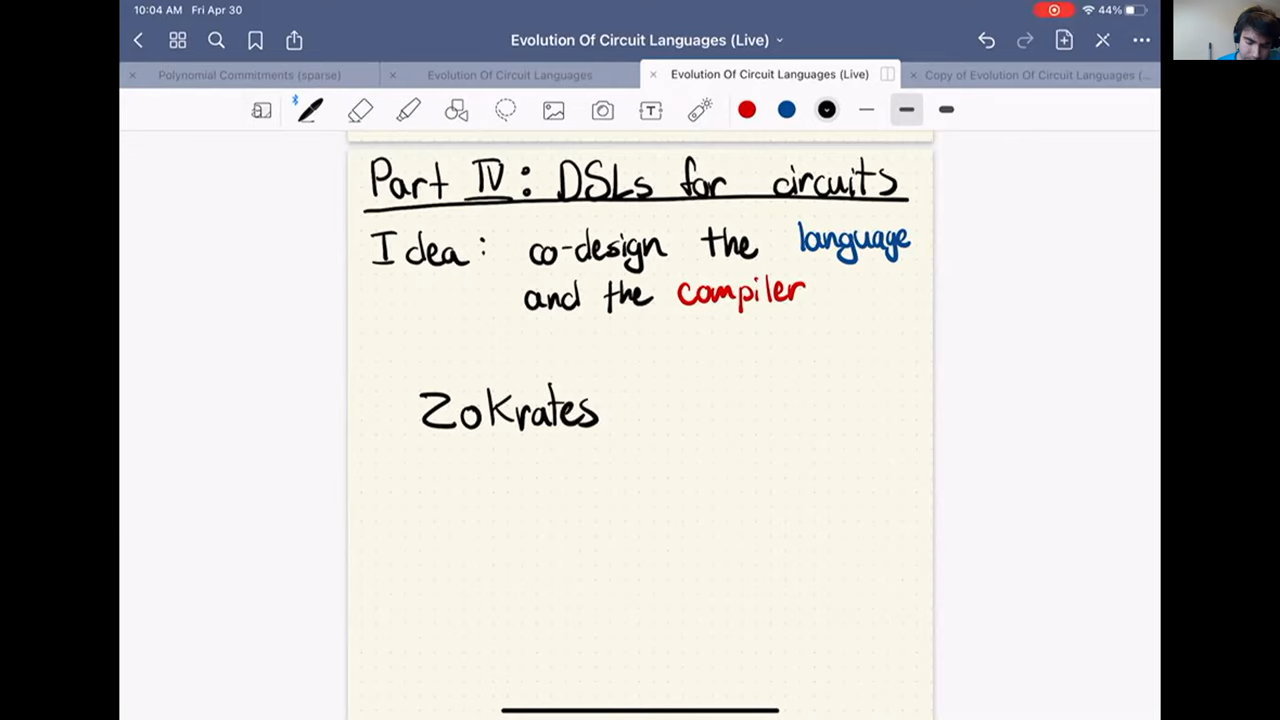 10:04 AM Fri Apr 30
44%
Evolution Of Circuit Languages (Live)
Polynomial Commitments (sparse)
Evolution Of Circuit Languages
Evolution Of Circuit Languages (Live)
Copy of Evolution Of Circuit Languages (...
T
Part IV: DSLs for circuits
Idea: co-design the language
and the compiler
ZoKrates